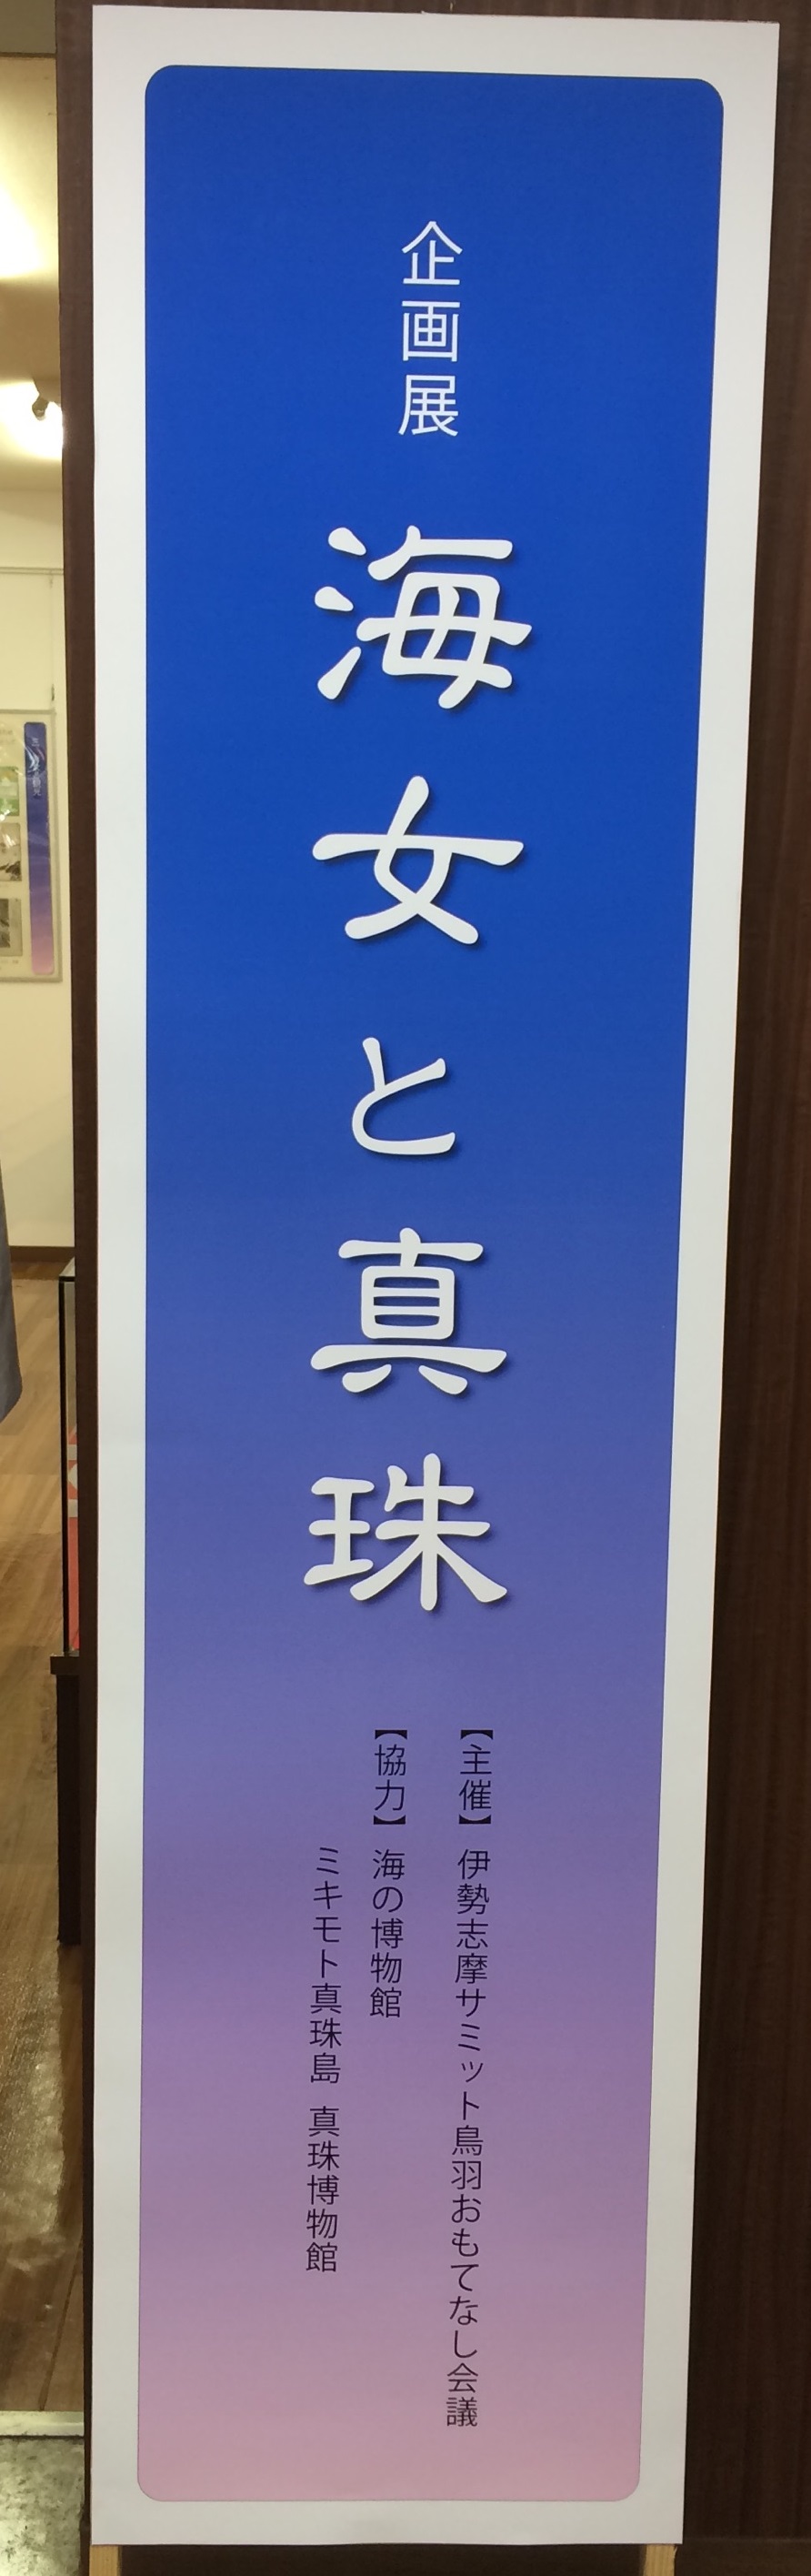 企画展
海女と真珠
【主催】伊勢志摩サミット鳥羽おもてなし会議
【協力】海の博物館
ミキモト真珠島 真珠博物館